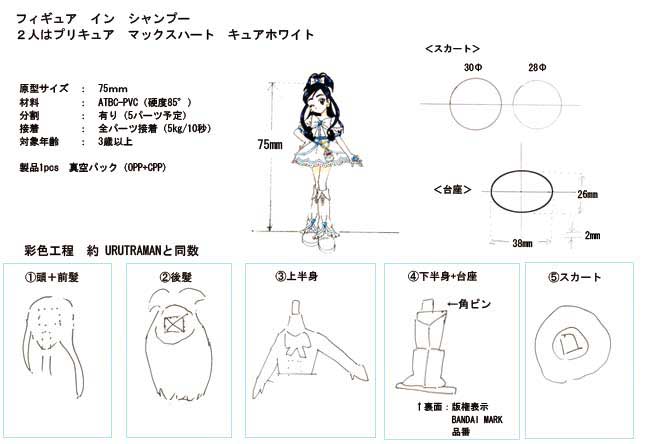 フィギュア イン シャンプー
２人はプリキュア マックスハート キュアホワイト
原型サイズ ： 75mm
材料 ： ATBC-PVC（硬度85°）
分割 ： 有り（5パーツ予定）
接着 ： 全パーツ接着（5kg/10秒）
対象年齢 ： 3歳以上
製品1pcs 真空パック（OPP+CPP）
75mm
＜スカート＞
30Φ
28Φ
＜台座＞
26mm
38mm
2mm
彩色工程 約 URUTRAMANと同数
①頭＋前髪
②後髪
③上半身
④下半身+台座
←角ピン
↑裏面：版権表示
BANDAI MARK
品番
⑤スカート